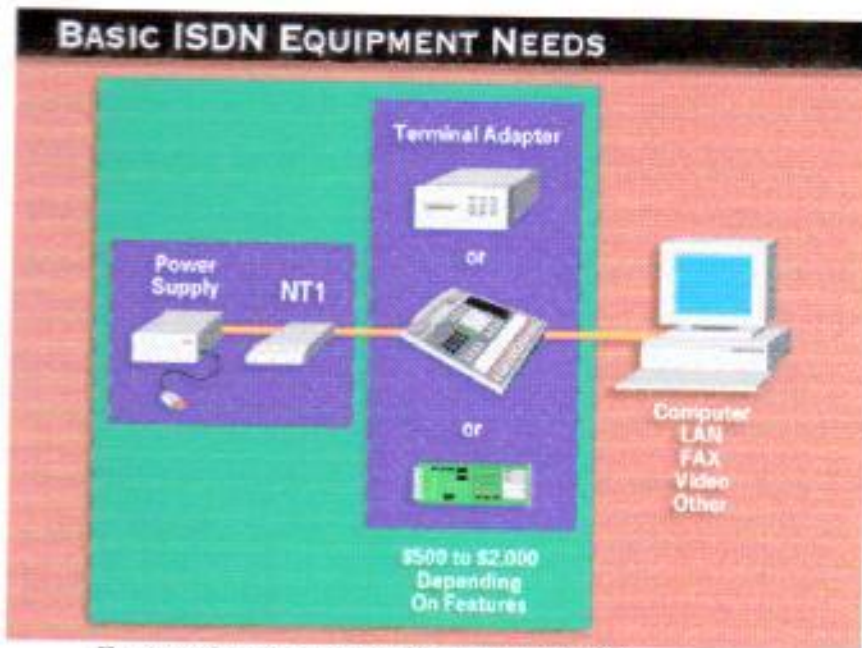 BASIC ISDN EQUIPMENT NEEDS
Terminal Adapter
or
Power
Supply
NT1
or
Computer
LAN
FAX
Video
Other
$500 to $2,000
Depending
On Features